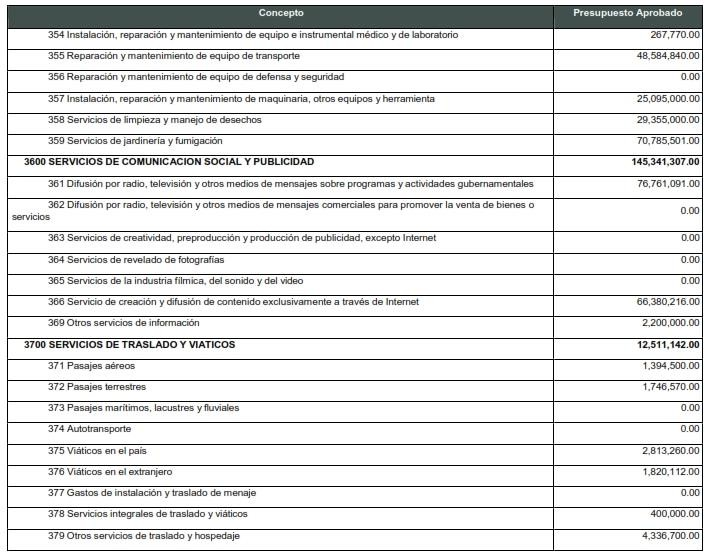 Concepto Presupuesto Aprobado
354 Instalación, reparación y mantenimiento de equipo e instrumental médico y de laboratorio 267,770.00
355 Reparación y mantenimiento de equipo de transporte 48,584,840.00
356 Reparación y mantenimiento de equipo de defensa y seguridad 0.00
357 Instalación, reparación y mantenimiento de maquinaria, otros equipos y herramienta 25,095,000.00
358 Servicios de limpieza y manejo de desechos 29,355,000.00
359 Servicios de jardinería y fumigación 70,785,501.00
3600 SERVICIOS DE COMUNICACION SOCIAL Y PUBLICIDAD 145,341,307.00
361 Difusión por radio, televisión y otros medios de mensajes sobre programas y actividades gubernamentales 76,761,091.00
362 Difusión por radio, televisión y otros medios de mensajes comerciales para promover la venta de bienes o
servicios 0.00
363 Servicios de creatividad, preproducción y producción de publicidad, excepto Internet 0.00
364 Servicios de revelado de fotografías 0.00
365 Servicios de la industria fílmica, del sonido y del video 0.00
366 Servicio de creación y difusión de contenido exclusivamente a través de Internet 66,380,216.00
369 Otros servicios de información 2,200,000.00
3700 SERVICIOS DE TRASLADO Y VIATICOS 12,511,142.00
371 Pasajes aéreos 1,394,500.00
372 Pasajes terrestres 1,746,570.00
373 Pasajes marítimos, lacustres y fluviales 0.00
374 Autotransporte 0.00
375 Viáticos en el país 2,813,260.00
376 Viáticos en el extranjero 1,820,112.00
377 Gastos de instalación y traslado de menaje 0.00
378 Servicios integrales de traslado y viáticos 400,000.00
379 Otros servicios de traslado y hospedaje 4,336,700.00